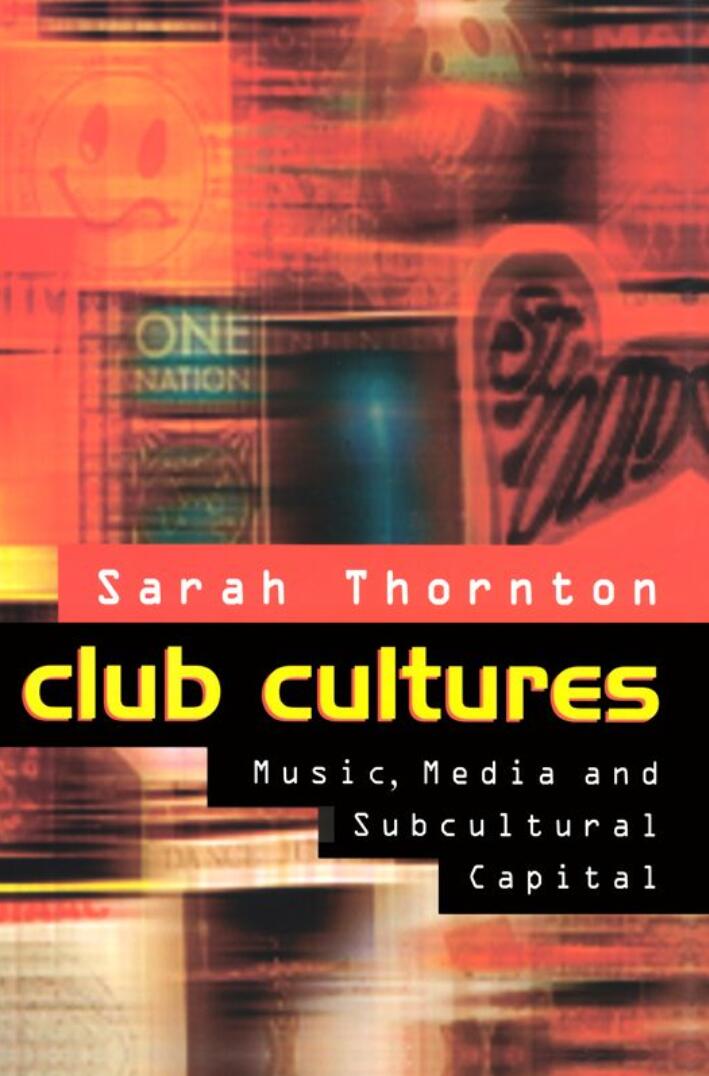 ONE
NATION
Sarah Thornton
club cultures
Music, Media and
Subcultural
Capital